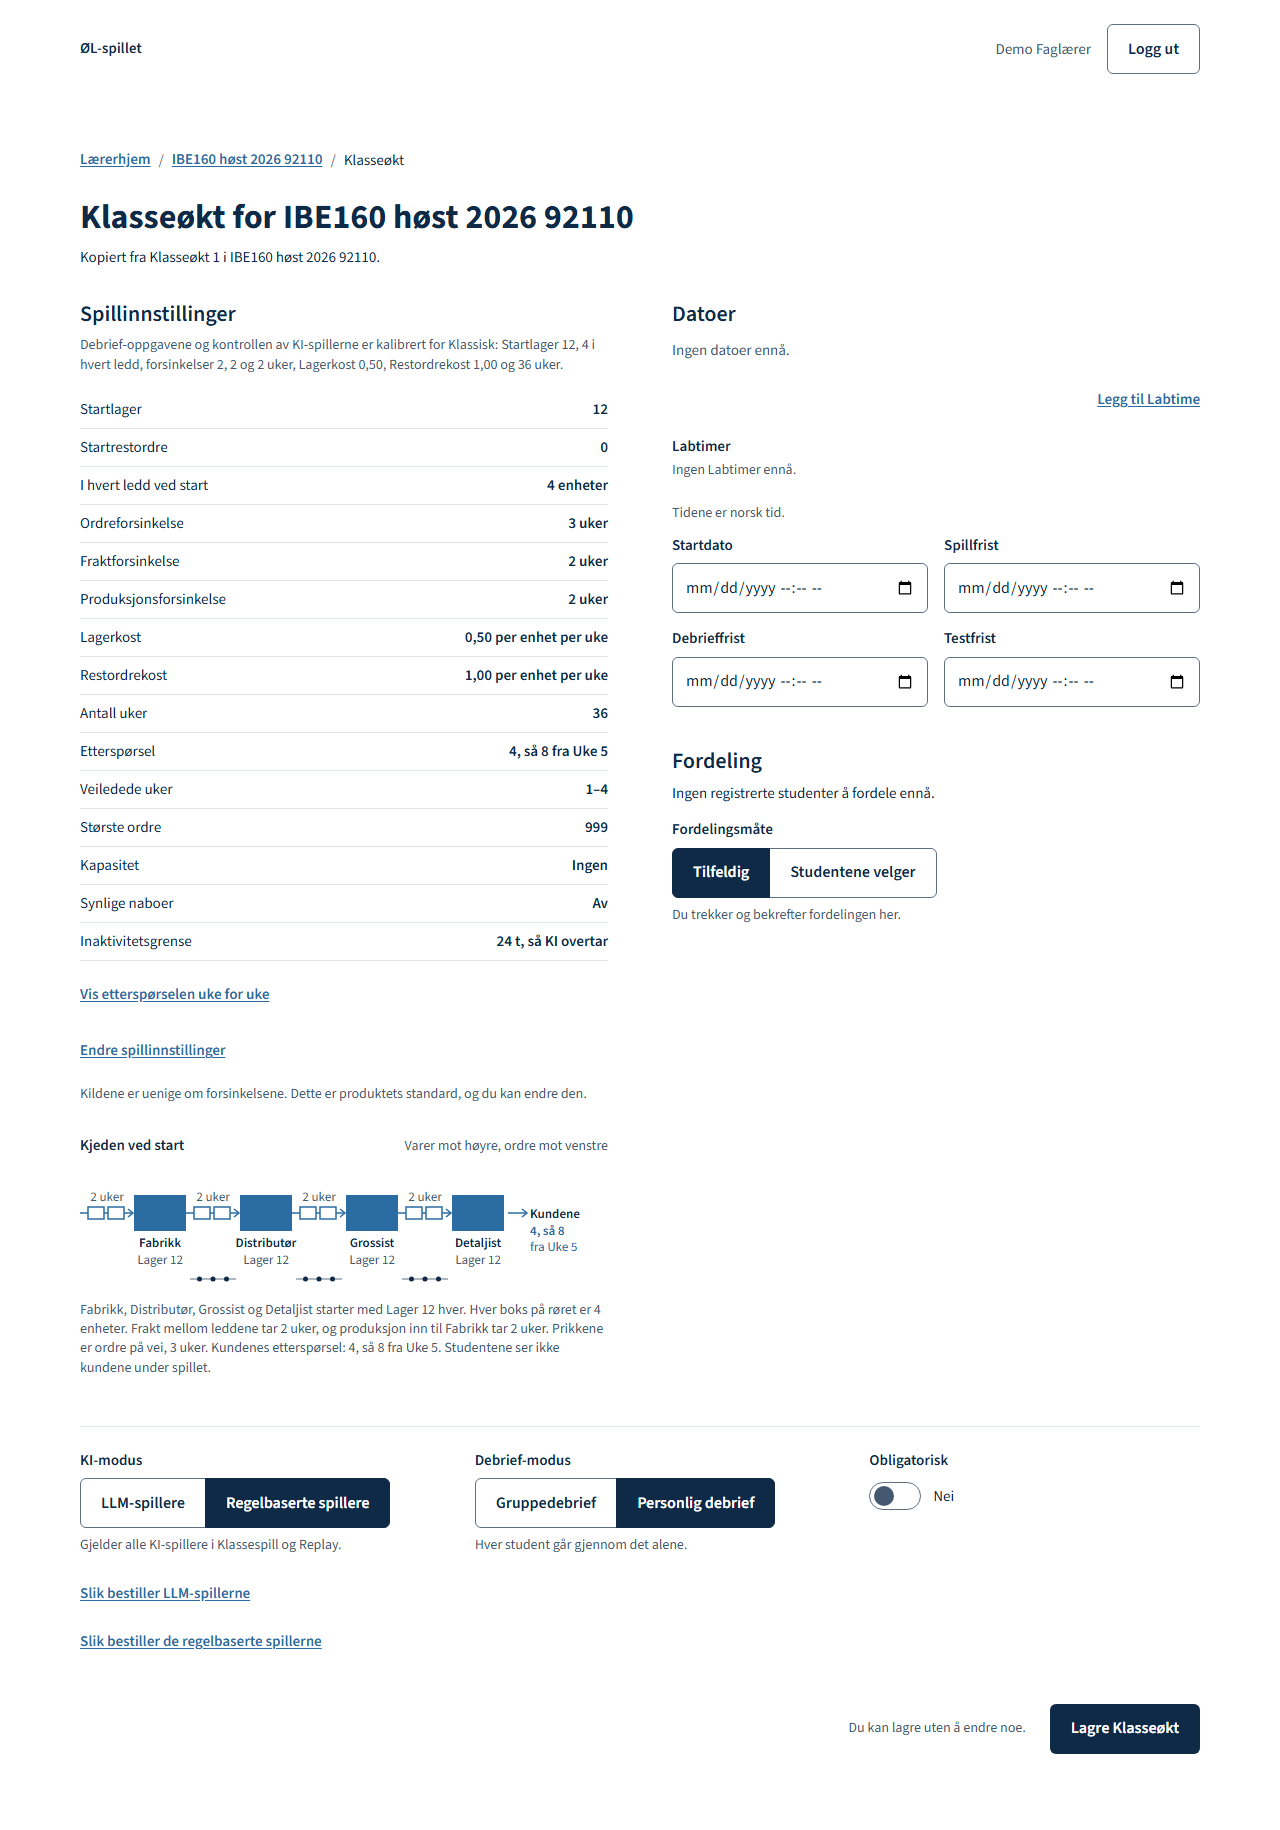 ØL-spillet
Demo Faglærer
Logg ut
Lærerhjem / IBE160 høst 2026 92110 / Klasseøkt
Klasseøkt for IBE160 høst 2026 92110
Kopiert fra Klasseøkt 1 i IBE160 høst 2026 92110.
Spillinnstillinger
Debrief-oppgavene og kontrollen av KI-spillerne er kalibrert for Klassisk: Startlager 12, 4 i
hvert ledd, forsinkelser 2, 2 og 2 uker, Lagerkost 0,50, Restordrekost 1,00 og 36 uker.
Startlager 12
Startrestordre 0
I hvert ledd ved start 4 enheter
Ordreforsinkelse 3 uker
Fraktforsinkelse 2 uker
Produksjonsforsinkelse 2 uker
Lagerkost 0,50 per enhet per uke
Restordrekost 1,00 per enhet per uke
Antall uker 36
Etterspørsel 4, så 8 fra Uke 5
Veiledede uker 1–4
Største ordre 999
Kapasitet Ingen
Synlige naboer Av
Inaktivitetsgrense 24 t, så KI overtar
Vis etterspørselen uke for uke
Endre spillinnstillinger
Kildene er uenige om forsinkelsene. Dette er produktets standard, og du kan endre den.
Kjeden ved start
Varer mot høyre, ordre mot venstre
2 uker 2 uker 2 uker 2 uker
Kundene
4, så 8
fra Uke 5
Fabrikk Distributør Grossist Detaljist
Lager 12 Lager 12 Lager 12 Lager 12
Fabrikk, Distributør, Grossist og Detaljist starter med Lager 12 hver. Hver boks på røret er 4
enheter. Frakt mellom leddene tar 2 uker, og produksjon inn til Fabrikk tar 2 uker. Prikkene
er ordre på vei, 3 uker. Kundenes etterspørsel: 4, så 8 fra Uke 5. Studentene ser ikke
kundene under spillet.
Datoer
Ingen datoer ennå.
Legg til Labtime
Labtimer
Ingen Labtimer ennå.
Tidene er norsk tid.
Startdato Spillfrist
mm/dd/yyyy --:-- -- mm/dd/yyyy --:-- --
Debrieffrist Testfrist
mm/dd/yyyy --:-- -- mm/dd/yyyy --:-- --
Fordeling
Ingen registrerte studenter å fordele ennå.
Fordelingsmåte
Tilfeldig Studentene velger
Du trekker og bekrefter fordelingen her.
KI-modus
LLM-spillere Regelbaserte spillere
Gjelder alle KI-spillere i Klassespill og Replay.
Slik bestiller LLM-spillerne
Slik bestiller de regelbaserte spillerne
Debrief-modus
Gruppedebrief Personlig debrief
Hver student går gjennom det alene.
Obligatorisk
Nei
Du kan lagre uten å endre noe.
Lagre Klasseøkt